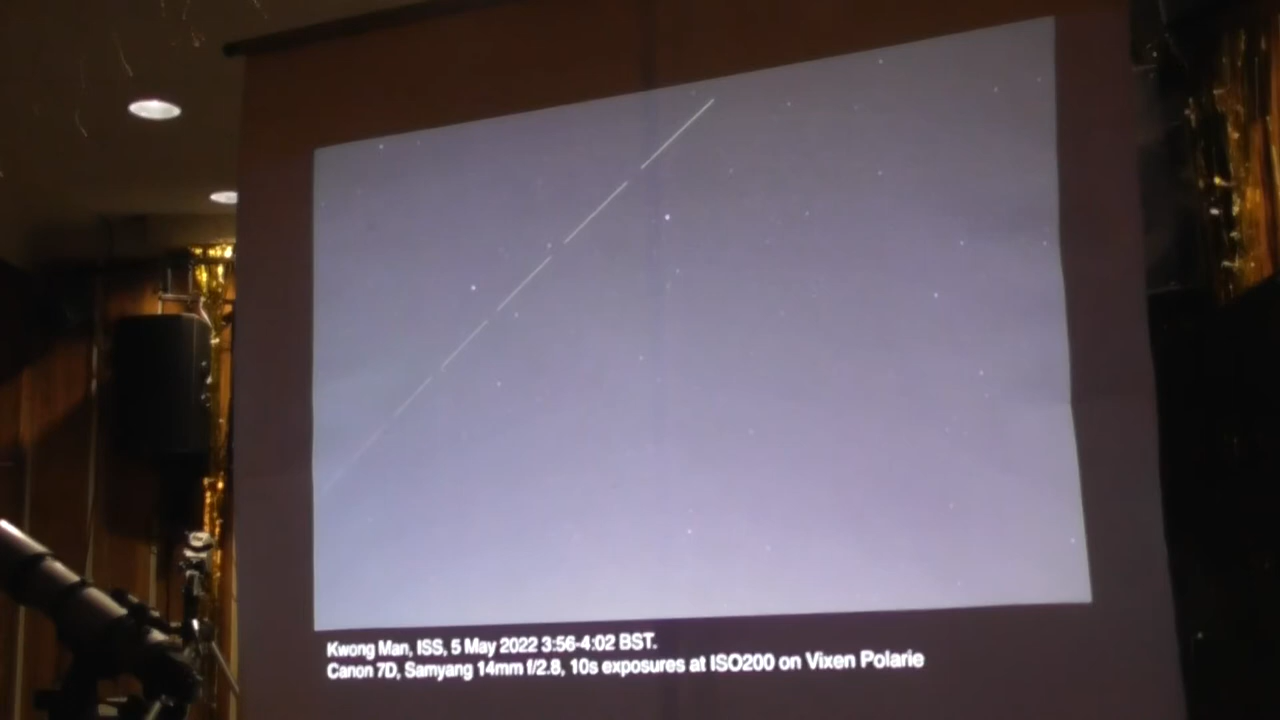 Kwong Man, ISS, 5 May 2022 3:56-4:02 BST.
Canon 7D, Samyang 14mm f/2.8, 10s exposures at ISO200 on Vixen Polarie